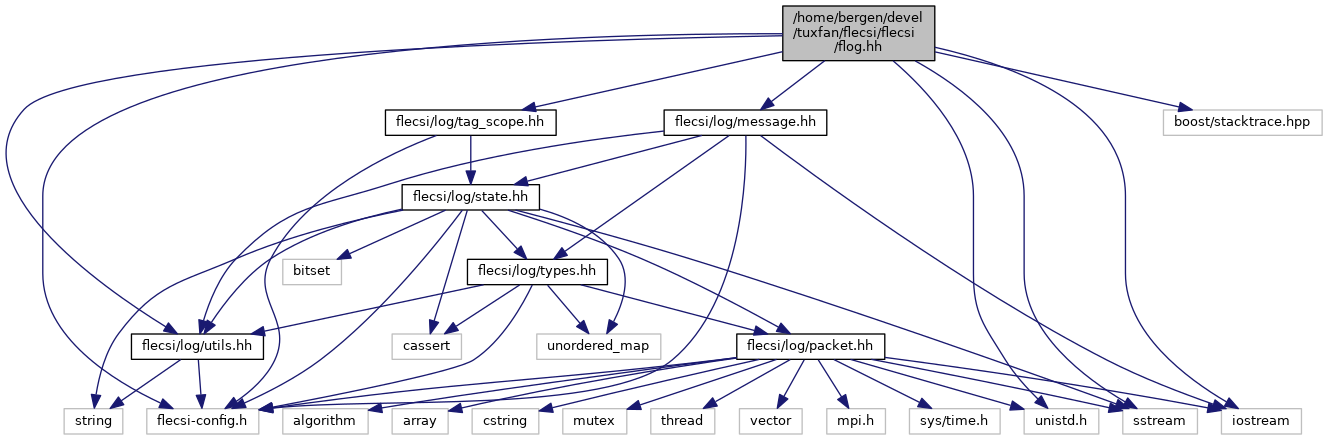 /home/bergen/devel
/tuxfan/flecsi/flecsi
/flog.hh
flecsi/log/tag_scope.hh
flecsi/log/message.hh
boost/stacktrace.hpp
flecsi/log/state.hh
bitset
flecsi/log/types.hh
flecsi/log/utils.hh
cassert
unordered_map
flecsi/log/packet.hh
string
flecsi-config.h
algorithm
array
cstring
mutex
thread
vector
mpi.h
sys/time.h
unistd.h
sstream
iostream